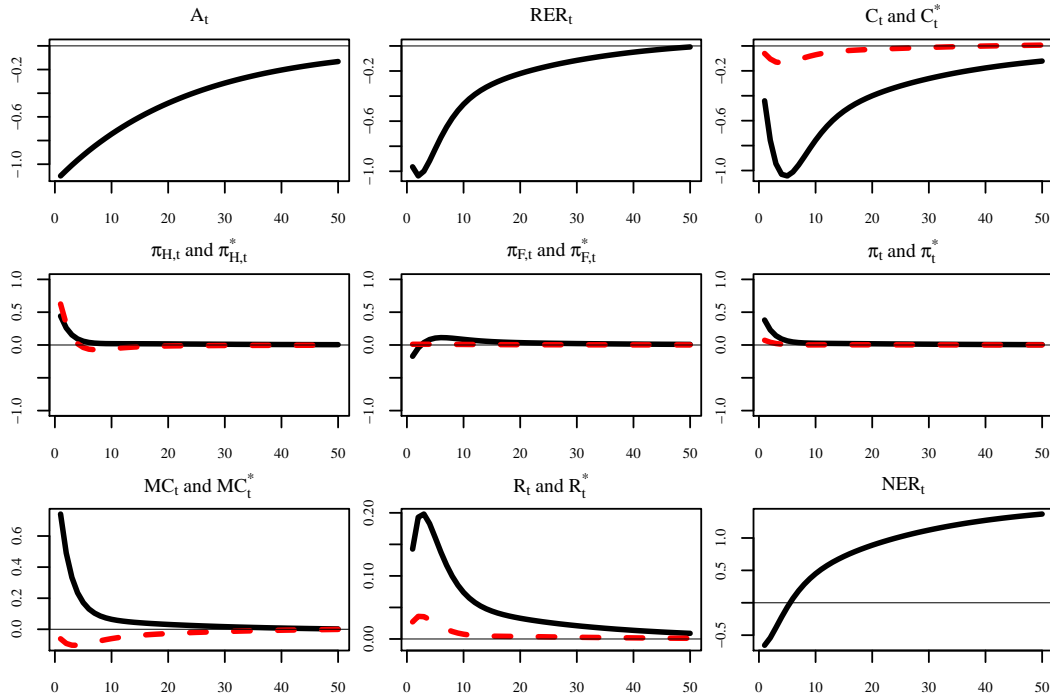 A_t
RER_t
C_t and C_t^*
-1.0 -0.6 -0.2
-1.0 -0.6 -0.2
-1.0 -0.6 -0.2
0 10 20 30 40 50
0 10 20 30 40 50
0 10 20 30 40 50
π_H,t and π_H,t^*
π_F,t and π_F,t^*
π_t and π_t^*
-1.0 0.0 0.5 1.0
-1.0 0.0 0.5 1.0
-1.0 0.0 0.5 1.0
0 10 20 30 40 50
0 10 20 30 40 50
0 10 20 30 40 50
MC_t and MC_t^*
R_t and R_t^*
NER_t
0.0 0.2 0.4 0.6
0.00 0.10 0.20
-0.5 0.5 1.0
0 10 20 30 40 50
0 10 20 30 40 50
0 10 20 30 40 50